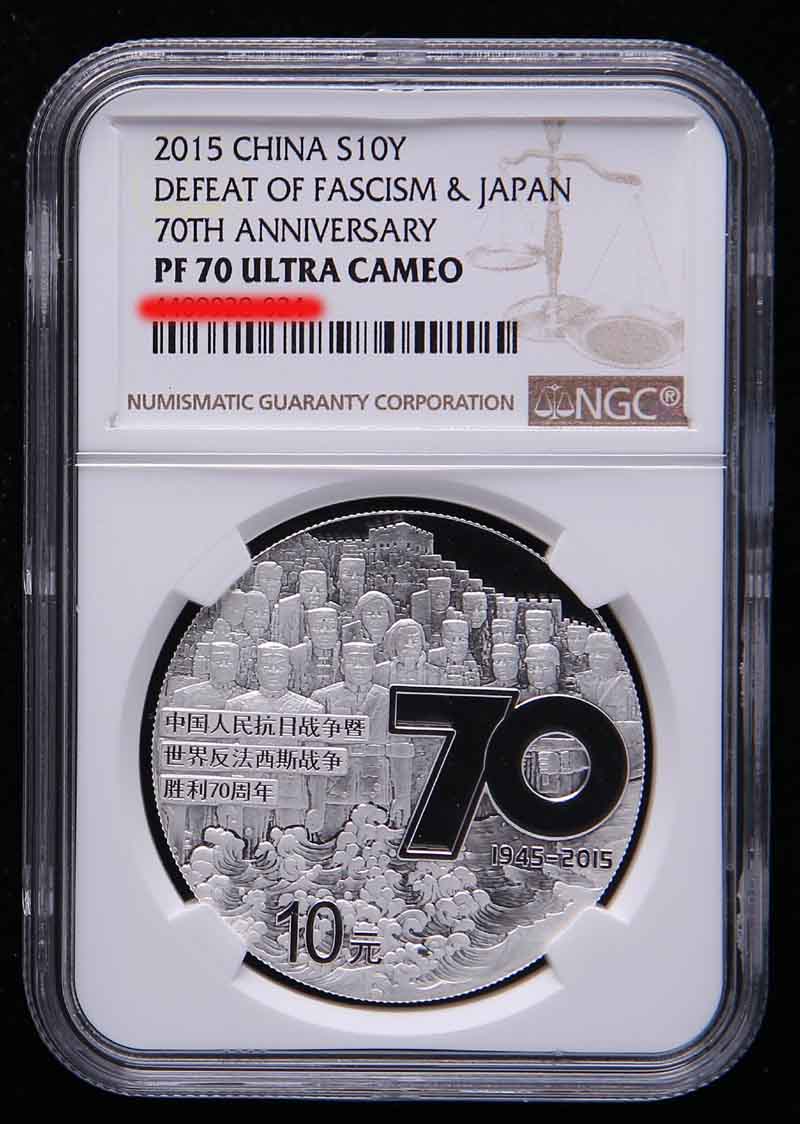 2015 CHINA S10Y
DEFEAT OF FASCISM & JAPAN
70TH ANNIVERSARY
PF 70 ULTRA CAMEO
NUMISMATIC GUARANTY CORPORATION
NGC®
中国人民抗日战争暨
世界反法西斯战争
胜利70周年
70
1945-2015
10元